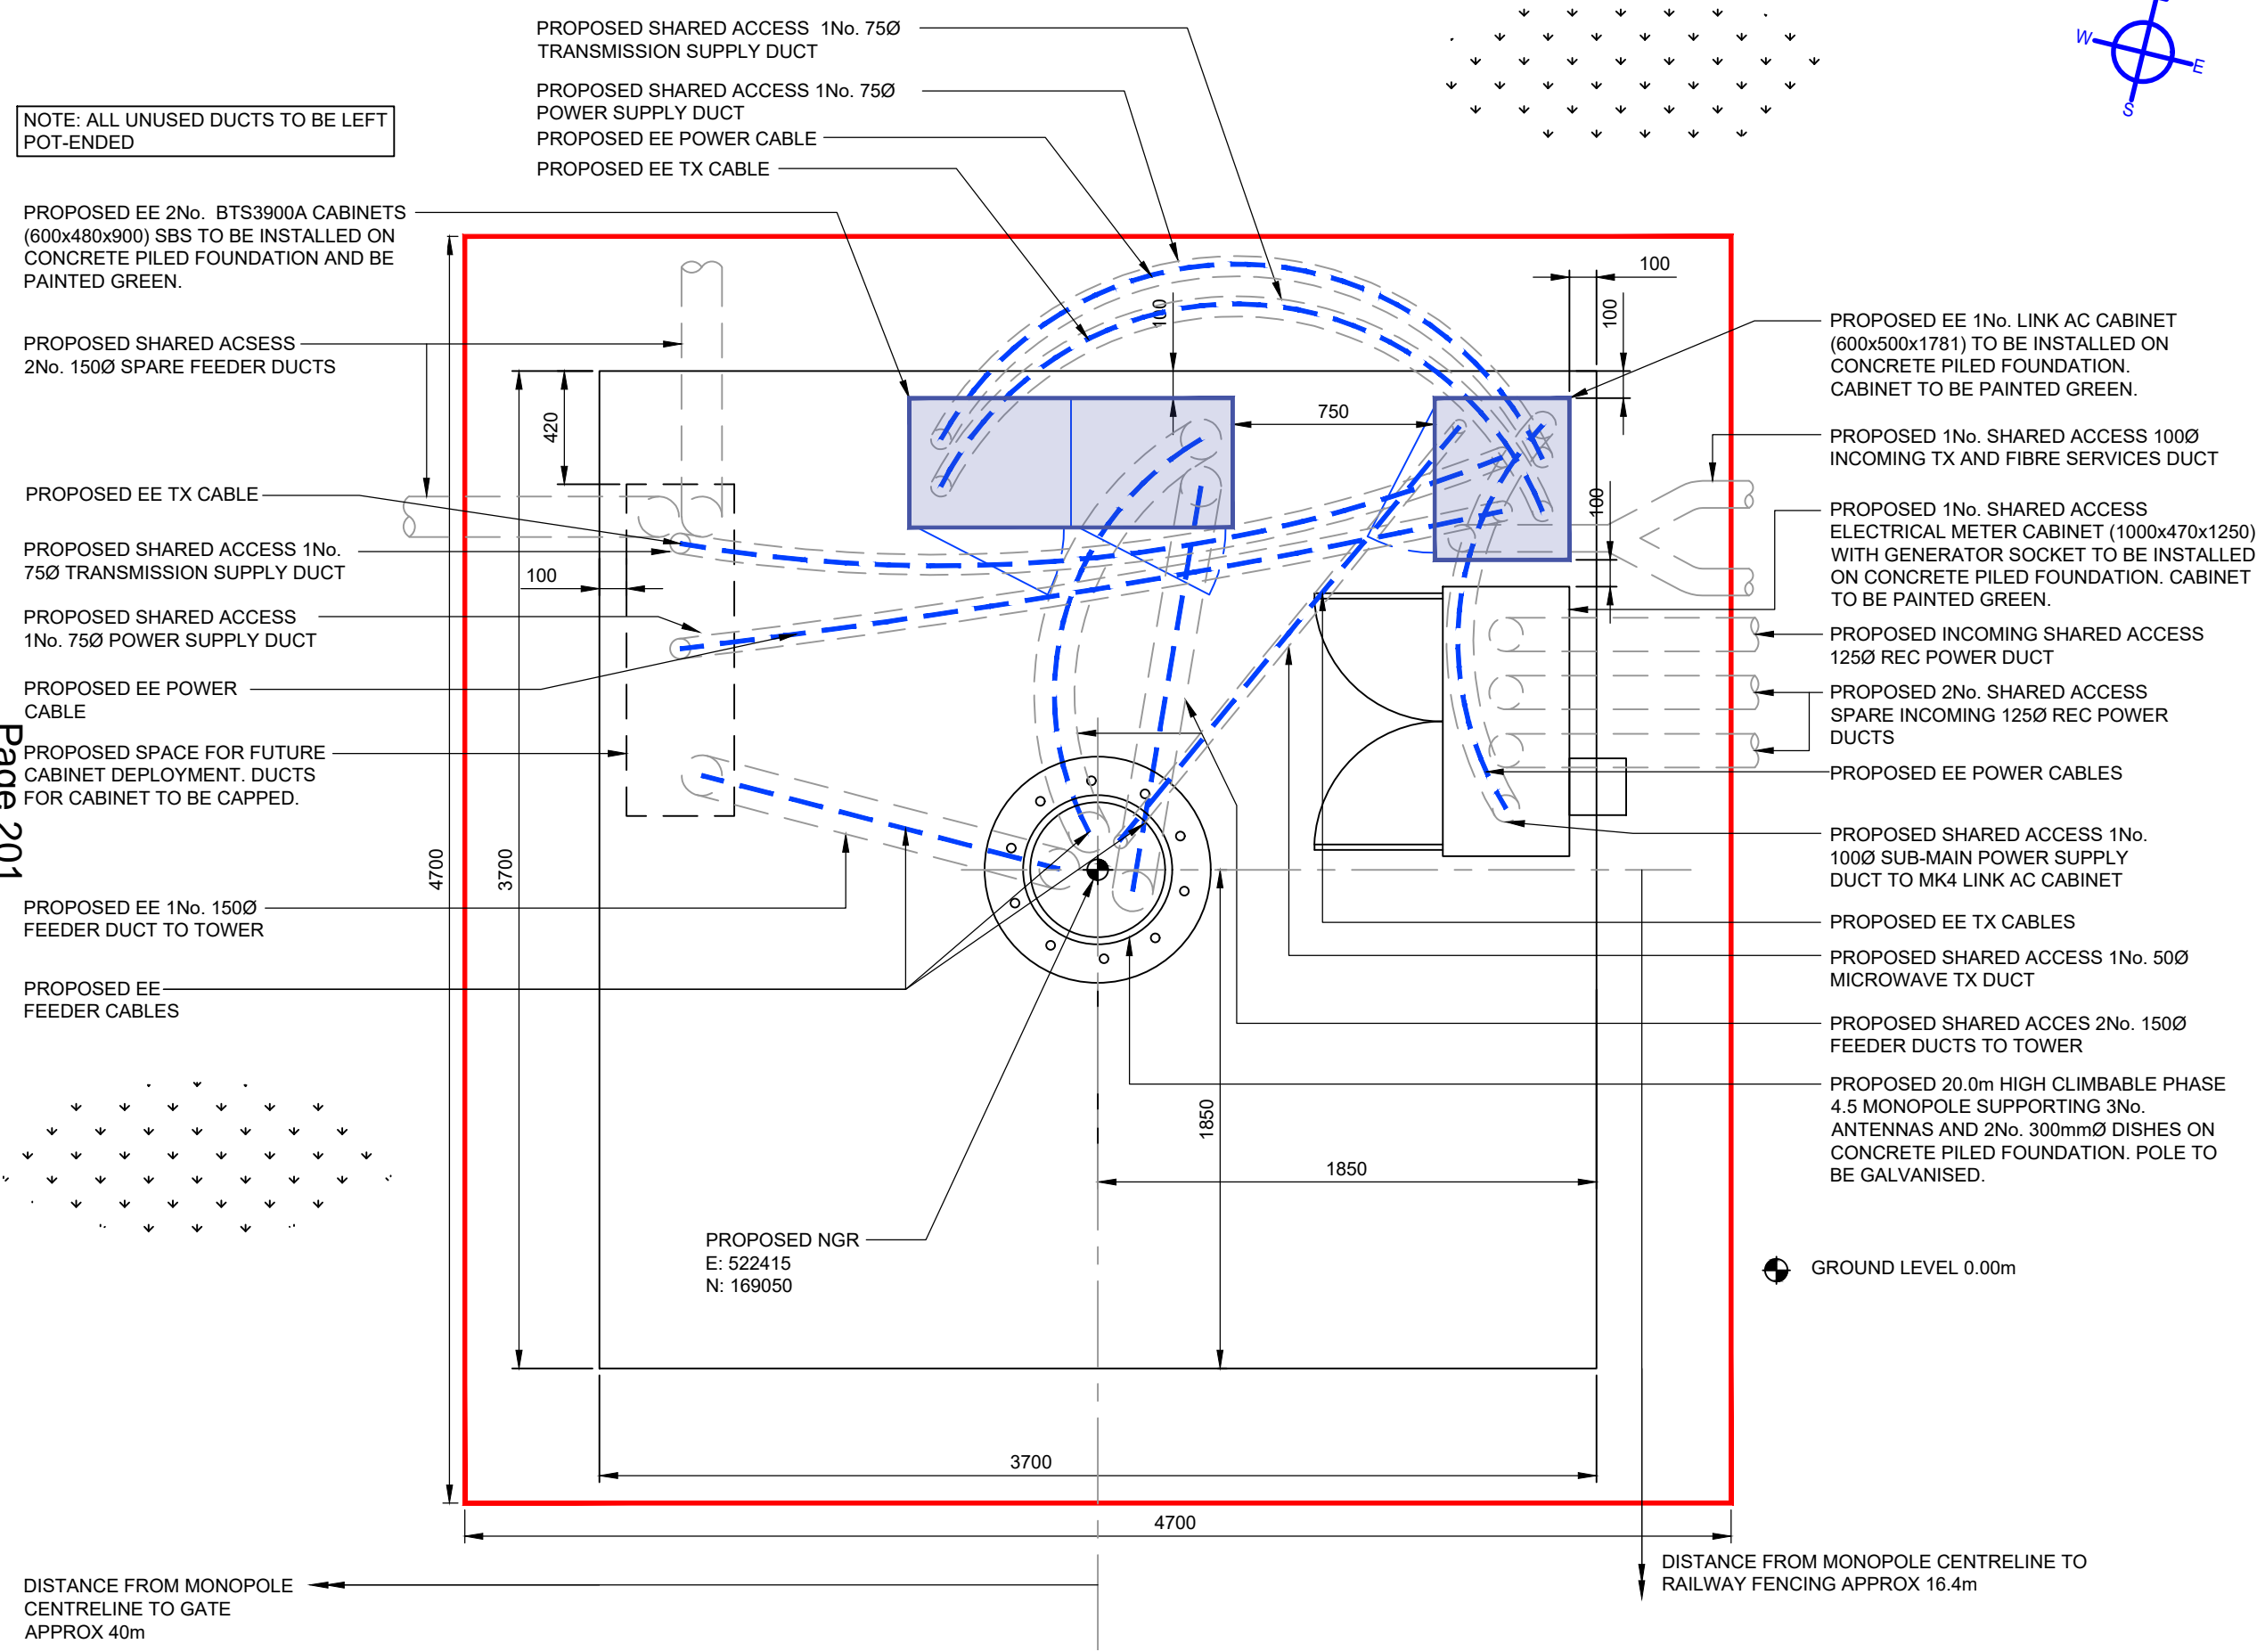 PROPOSED SHARED ACCESS 1No. 75Ø
TRANSMISSION SUPPLY DUCT
PROPOSED SHARED ACCESS 1No. 75Ø
POWER SUPPLY DUCT
PROPOSED EE POWER CABLE
PROPOSED EE TX CABLE
W
E
S
NOTE: ALL UNUSED DUCTS TO BE LEFT
POT-ENDED
PROPOSED EE 2No. BTS3900A CABINETS
(600x480x900) SBS TO BE INSTALLED ON
CONCRETE PILED FOUNDATION AND BE
PAINTED GREEN.
PROPOSED SHARED ACSESS
2No. 150Ø SPARE FEEDER DUCTS
PROPOSED EE TX CABLE
PROPOSED SHARED ACCESS 1No.
75Ø TRANSMISSION SUPPLY DUCT
PROPOSED SHARED ACCESS
1No. 75Ø POWER SUPPLY DUCT
PROPOSED EE POWER
CABLE
PROPOSED SPACE FOR FUTURE
CABINET DEPLOYMENT. DUCTS
FOR CABINET TO BE CAPPED.
Page 201
PROPOSED EE 1No. 150Ø
FEEDER DUCT TO TOWER
PROPOSED EE
FEEDER CABLES
100
100
100
750
420
100
100
4700
3700
1850
1850
3700
4700
PROPOSED NGR
E: 522415
N: 169050
PROPOSED EE 1No. LINK AC CABINET
(600x500x1781) TO BE INSTALLED ON
CONCRETE PILED FOUNDATION.
CABINET TO BE PAINTED GREEN.
PROPOSED 1No. SHARED ACCESS 100Ø
INCOMING TX AND FIBRE SERVICES DUCT
PROPOSED 1No. SHARED ACCESS
ELECTRICAL METER CABINET (1000x470x1250)
WITH GENERATOR SOCKET TO BE INSTALLED
ON CONCRETE PILED FOUNDATION. CABINET
TO BE PAINTED GREEN.
PROPOSED INCOMING SHARED ACCESS
125Ø REC POWER DUCT
PROPOSED 2No. SHARED ACCESS
SPARE INCOMING 125Ø REC POWER
DUCTS
PROPOSED EE POWER CABLES
PROPOSED SHARED ACCESS 1No.
100Ø SUB-MAIN POWER SUPPLY
DUCT TO MK4 LINK AC CABINET
PROPOSED EE TX CABLES
PROPOSED SHARED ACCESS 1No. 50Ø
MICROWAVE TX DUCT
PROPOSED SHARED ACCES 2No. 150Ø
FEEDER DUCTS TO TOWER
PROPOSED 20.0m HIGH CLIMBABLE PHASE
4.5 MONOPOLE SUPPORTING 3No.
ANTENNAS AND 2No. 300mmØ DISHES ON
CONCRETE PILED FOUNDATION. POLE TO
BE GALVANISED.
GROUND LEVEL 0.00m
DISTANCE FROM MONOPOLE
CENTRELINE TO GATE
APPROX 40m
DISTANCE FROM MONOPOLE CENTRELINE TO
RAILWAY FENCING APPROX 16.4m